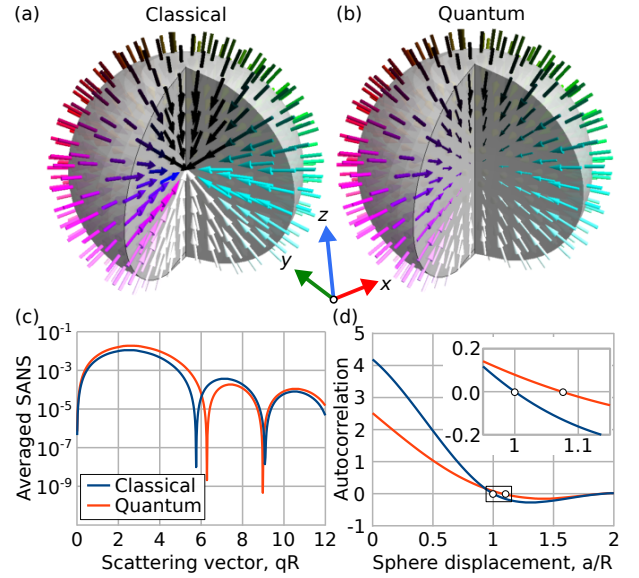 (a) Classical
(b) Quantum
z
y
x
(c)
10⁻¹
10⁻³
10⁻⁵
10⁻⁷
10⁻⁹
Averaged SANS
Classical
Quantum
0 2 4 6 8 10 12
Scattering vector, qR
(d)
4
3
2
1
0
-1
Autocorrelation
0.2
0.0
-0.2
1 1.1
0 0.5 1 1.5 2
Sphere displacement, a/R